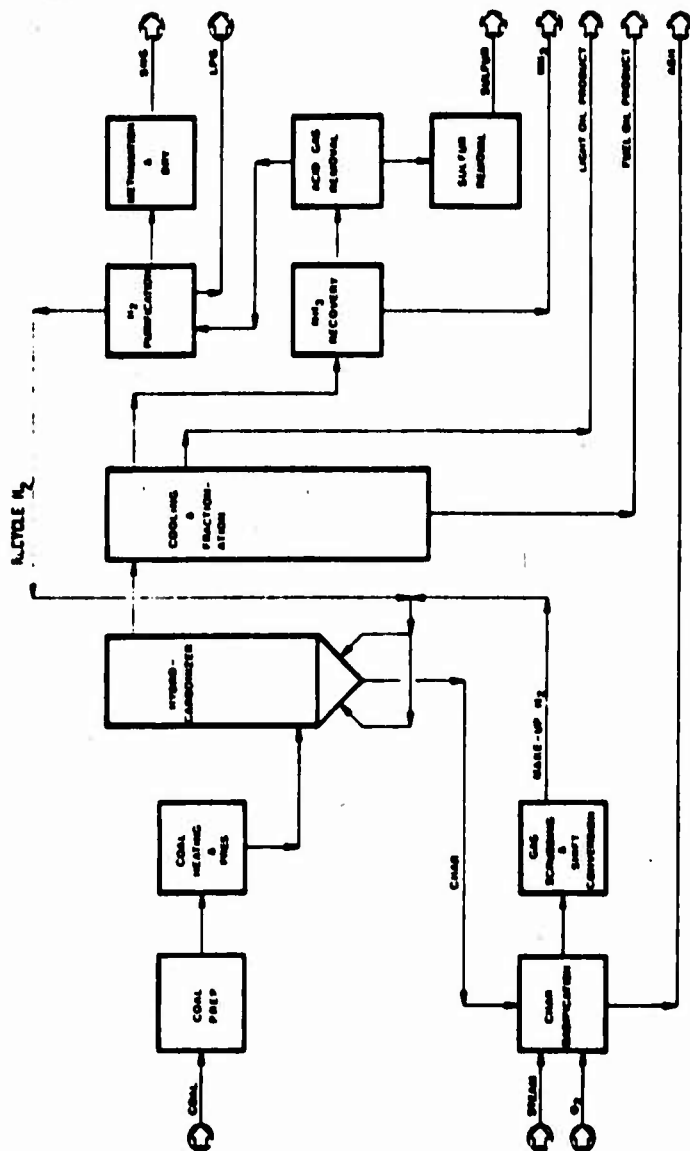 SNG
LPG
METHANATION
&
DRY
H₂
PURIFICATION
RECYCLE H₂
ACID GAS
REMOVAL
SULFUR
REMOVAL
SULFUR
NH₃
RECOVERY
LIGHT OIL PRODUCT
FUEL OIL PRODUCT
ASH
COOLING
&
FRACTION-
ATION
HYDRO-
CARBONIZER
COAL
HEATING
&
PRES
COAL
PREP
COAL
CHAR
MAKE-UP H₂
GAS
SCRUBBING
&
SHIFT
CONVERSION
CHAR
GASIFICATION
STEAM
O₂